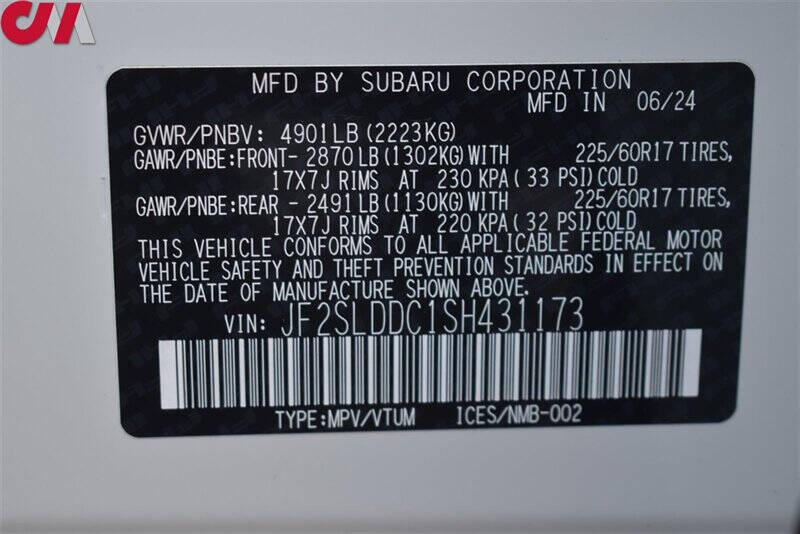 MFD BY SUBARU CORPORATION
MFD IN 06/24
GVWR/PNBV: 4901LB(2223KG)
GAWR/PNBE:FRONT- 2870LB(1302KG)WITH 225/60R17 TIRES,
17X7J RIMS AT 230 KPA( 33 PSI)COLD
GAWR/PNBE:REAR - 2491LB(1130KG)WITH 225/60R17 TIRES,
17X7J RIMS AT 220 KPA( 32 PSI)COLD
THIS VEHICLE CONFORMS TO ALL APPLICABLE FEDERAL MOTOR
VEHICLE SAFETY AND THEFT PREVENTION STANDARDS IN EFFECT ON
THE DATE OF MANUFACTURE SHOWN ABOVE.
VIN: JF2SLDDC1SH431173
TYPE:MPV/VTUM ICES/NMB-002